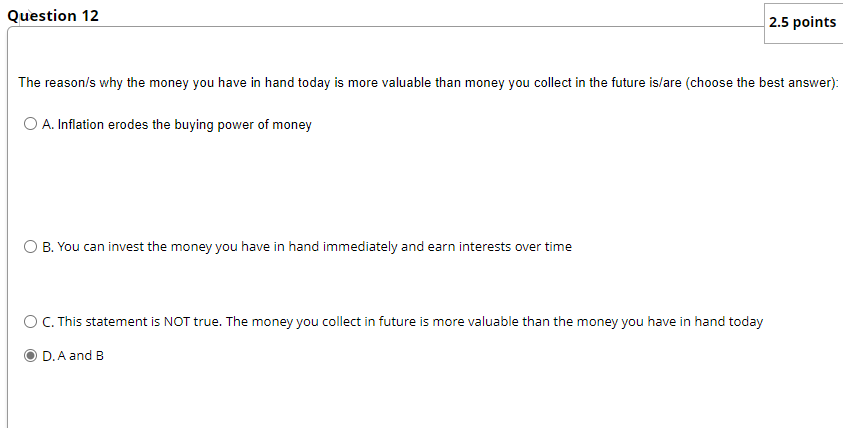 Question 12
2.5 points
The reason/s why the money you have in hand today is more valuable than money you collect in the future is/are (choose the best answer):
A. Inflation erodes the buying power of money
B. You can invest the money you have in hand immediately and earn interests over time
C. This statement is NOT true. The money you collect in future is more valuable than the money you have in hand today
D. A and B